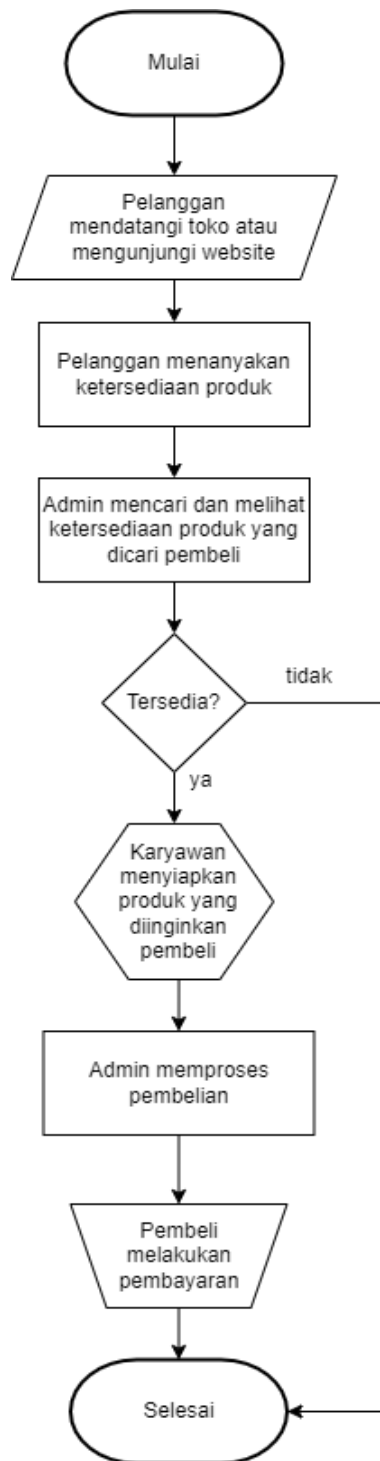 Mulai
Pelanggan
mendatangi toko atau
mengunjungi website
Pelanggan menanyakan
ketersediaan produk
Admin mencari dan melihat
ketersediaan produk yang
dicari pembeli
Tersedia?
tidak
ya
Karyawan
menyiapkan
produk yang
diinginkan
pembeli
Admin memproses
pembelian
Pembeli
melakukan
pembayaran
Selesai